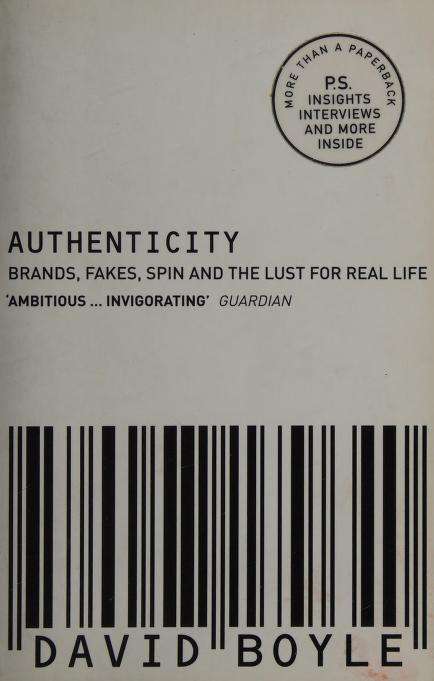 MORE THAN A PAPERBACK
P.S.
INSIGHTS
INTERVIEWS
AND MORE
INSIDE
AUTHENTICITY
BRANDS, FAKES, SPIN AND THE LUST FOR REAL LIFE
'AMBITIOUS ... INVIGORATING' GUARDIAN
DAVID BOYLE